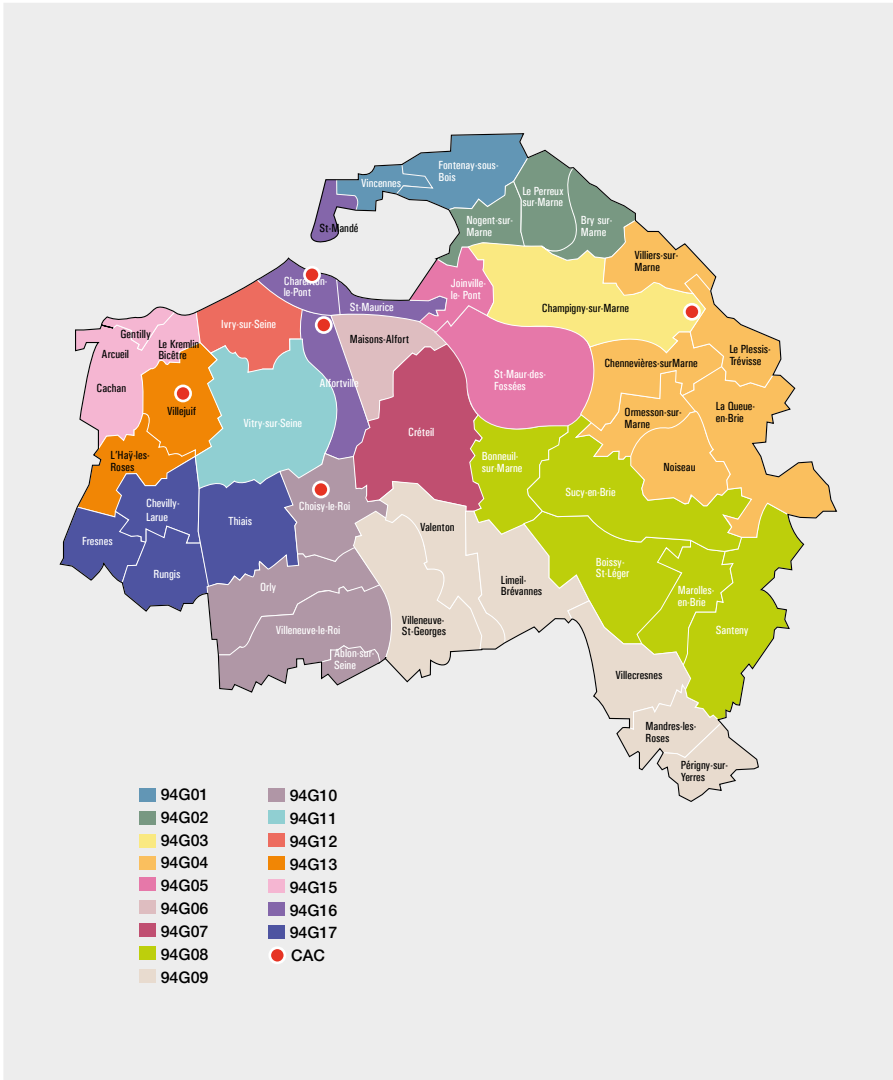 Fontenay-sous-
Bois
Vincennes
Le Perreux
sur-Marne
Nogent-sur-
Marne
Bry sur-
Marne
St-Mandé
Villiers-sur-
Marne
Charenton-
le-Pont
Joinville-
le- Pont
St-Maurice
Champigny-sur-Marne
Ivry-sur-Seine
Gentilly
Le Kremlin
Bicêtre
Arcueil
Maisons-Alfort
Le Plessis-
Trévisse
Chennevières-surMarne
St-Maur-des-
Fossées
Alfortville
Cachan
Villejuif
La Queue-
en-Brie
Ormesson-sur-
Marne
Vitry-sur-Seine
Créteil
L'Haÿ-les-
Roses
Bonneuil-
sur-Marne
Noiseau
Sucy-en-Brie
Chevilly-
Larue
Choisy-le-Roi
Thiais
Valenton
Fresnes
Rungis
Boissy-
St-Léger
Limeil-
Brévannes
Orly
Marolles-
en-Brie
Villeneuve-
St-Georges
Villeneuve-le-Roi
Santeny
Ablon-sur-
Seine
Villecresnes
Mandres-les-
Roses
Périgny-sur-
Yerres
94G01
94G02
94G03
94G04
94G05
94G06
94G07
94G08
94G09
94G10
94G11
94G12
94G13
94G15
94G16
94G17
CAC